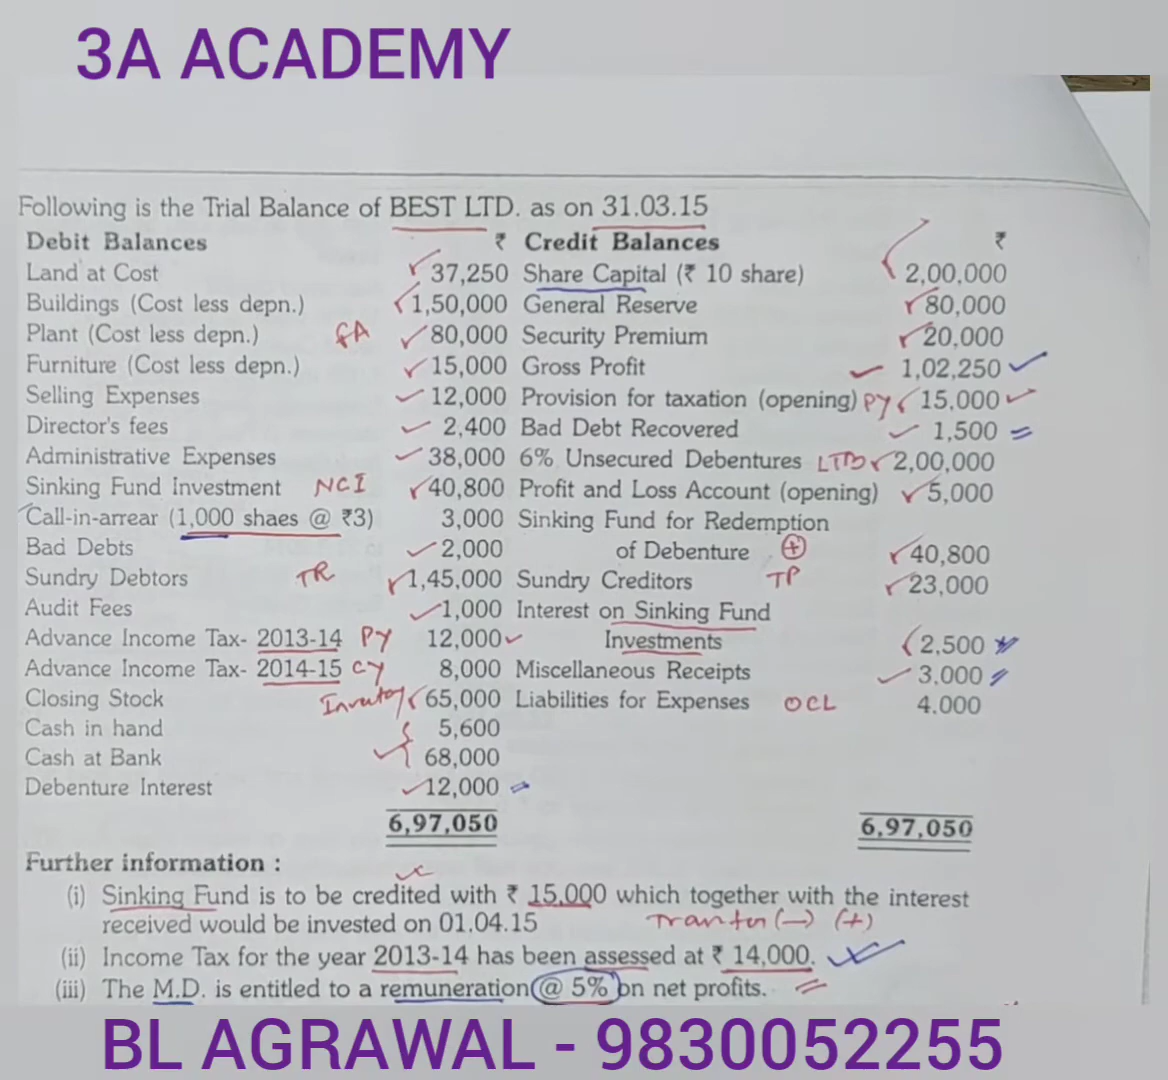 3A ACADEMY
Following is the Trial Balance of BEST LTD. as on 31.03.15
Debit Balances ₹ Credit Balances ₹
Land at Cost 37,250 Share Capital (₹ 10 share) 2,00,000
Buildings (Cost less depn.) 1,50,000 General Reserve 80,000
Plant (Cost less depn.) FA 80,000 Security Premium 20,000
Furniture (Cost less depn.) 15,000 Gross Profit 1,02,250
Selling Expenses 12,000 Provision for taxation (opening) PY 15,000
Director's fees 2,400 Bad Debt Recovered 1,500
Administrative Expenses 38,000 6% Unsecured Debentures LTB 2,00,000
Sinking Fund Investment NCI 40,800 Profit and Loss Account (opening) 5,000
Call-in-arrear (1,000 shaes @ ₹3) 3,000 Sinking Fund for Redemption
Bad Debts 2,000 of Debenture (+) 40,800
Sundry Debtors TR 1,45,000 Sundry Creditors TP 23,000
Audit Fees 1,000 Interest on Sinking Fund
Advance Income Tax- 2013-14 PY 12,000 Investments 2,500
Advance Income Tax- 2014-15 CY 8,000 Miscellaneous Receipts 3,000
Closing Stock Inventory 65,000 Liabilities for Expenses OCL 4.000
Cash in hand 5,600
Cash at Bank 68,000
Debenture Interest 12,000
6,97,050 6,97,050
Further information :
(i) Sinking Fund is to be credited with ₹ 15,000 which together with the interest
received would be invested on 01.04.15 Tranfer (-) (+)
(ii) Income Tax for the year 2013-14 has been assessed at ₹ 14,000.
(iii) The M.D. is entitled to a remuneration @ 5% on net profits.
BL AGRAWAL - 9830052255